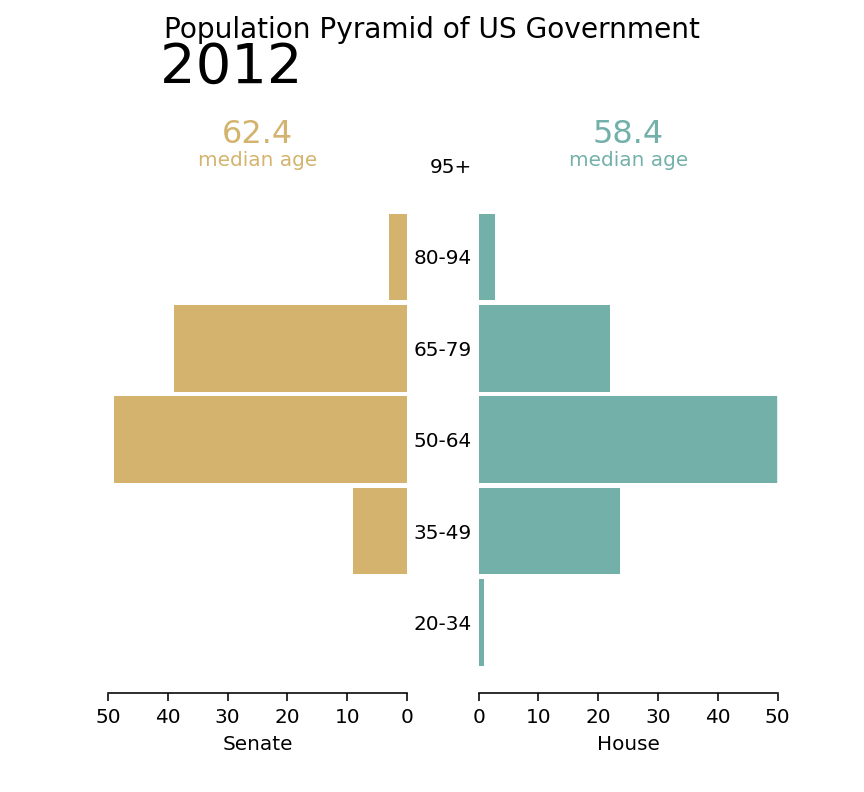 Population Pyramid of US Government
2012
62.4
median age
58.4
median age
95+
80-94
65-79
50-64
35-49
20-34
50 40 30 20 10 0
0 10 20 30 40 50
Senate
House